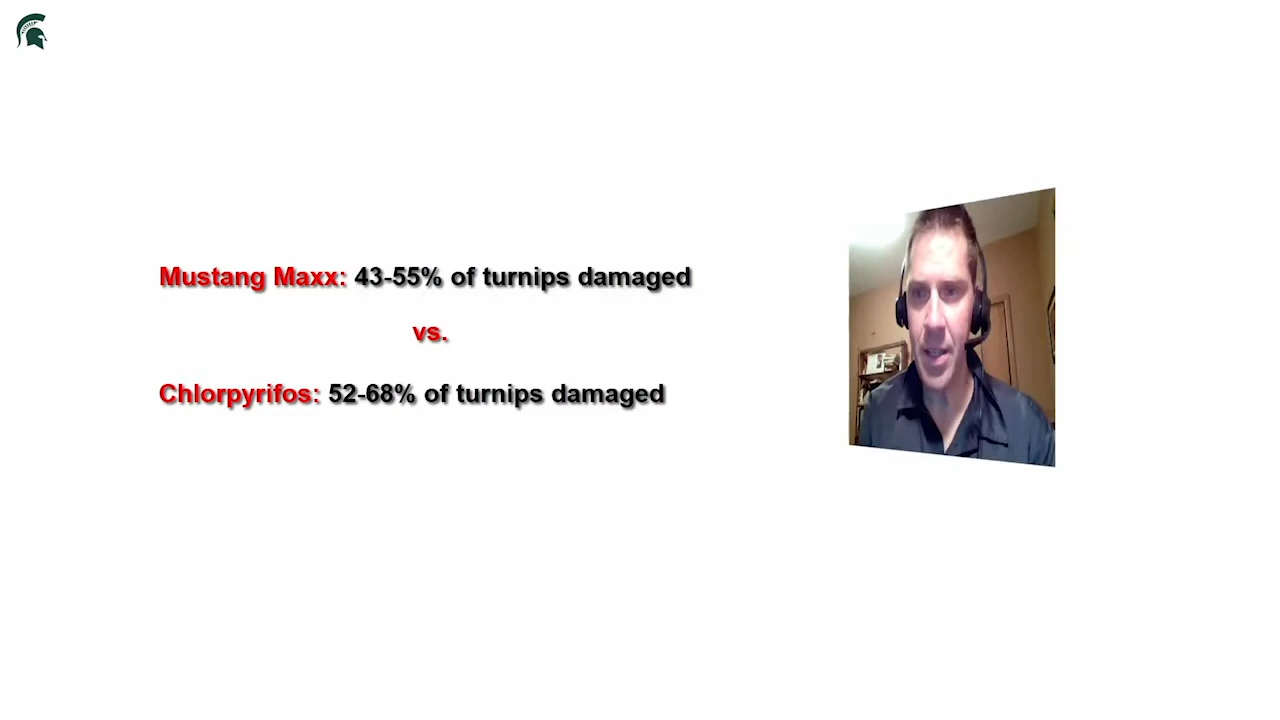 Mustang Maxx: 43-55% of turnips damaged
vs.
Chlorpyrifos: 52-68% of turnips damaged